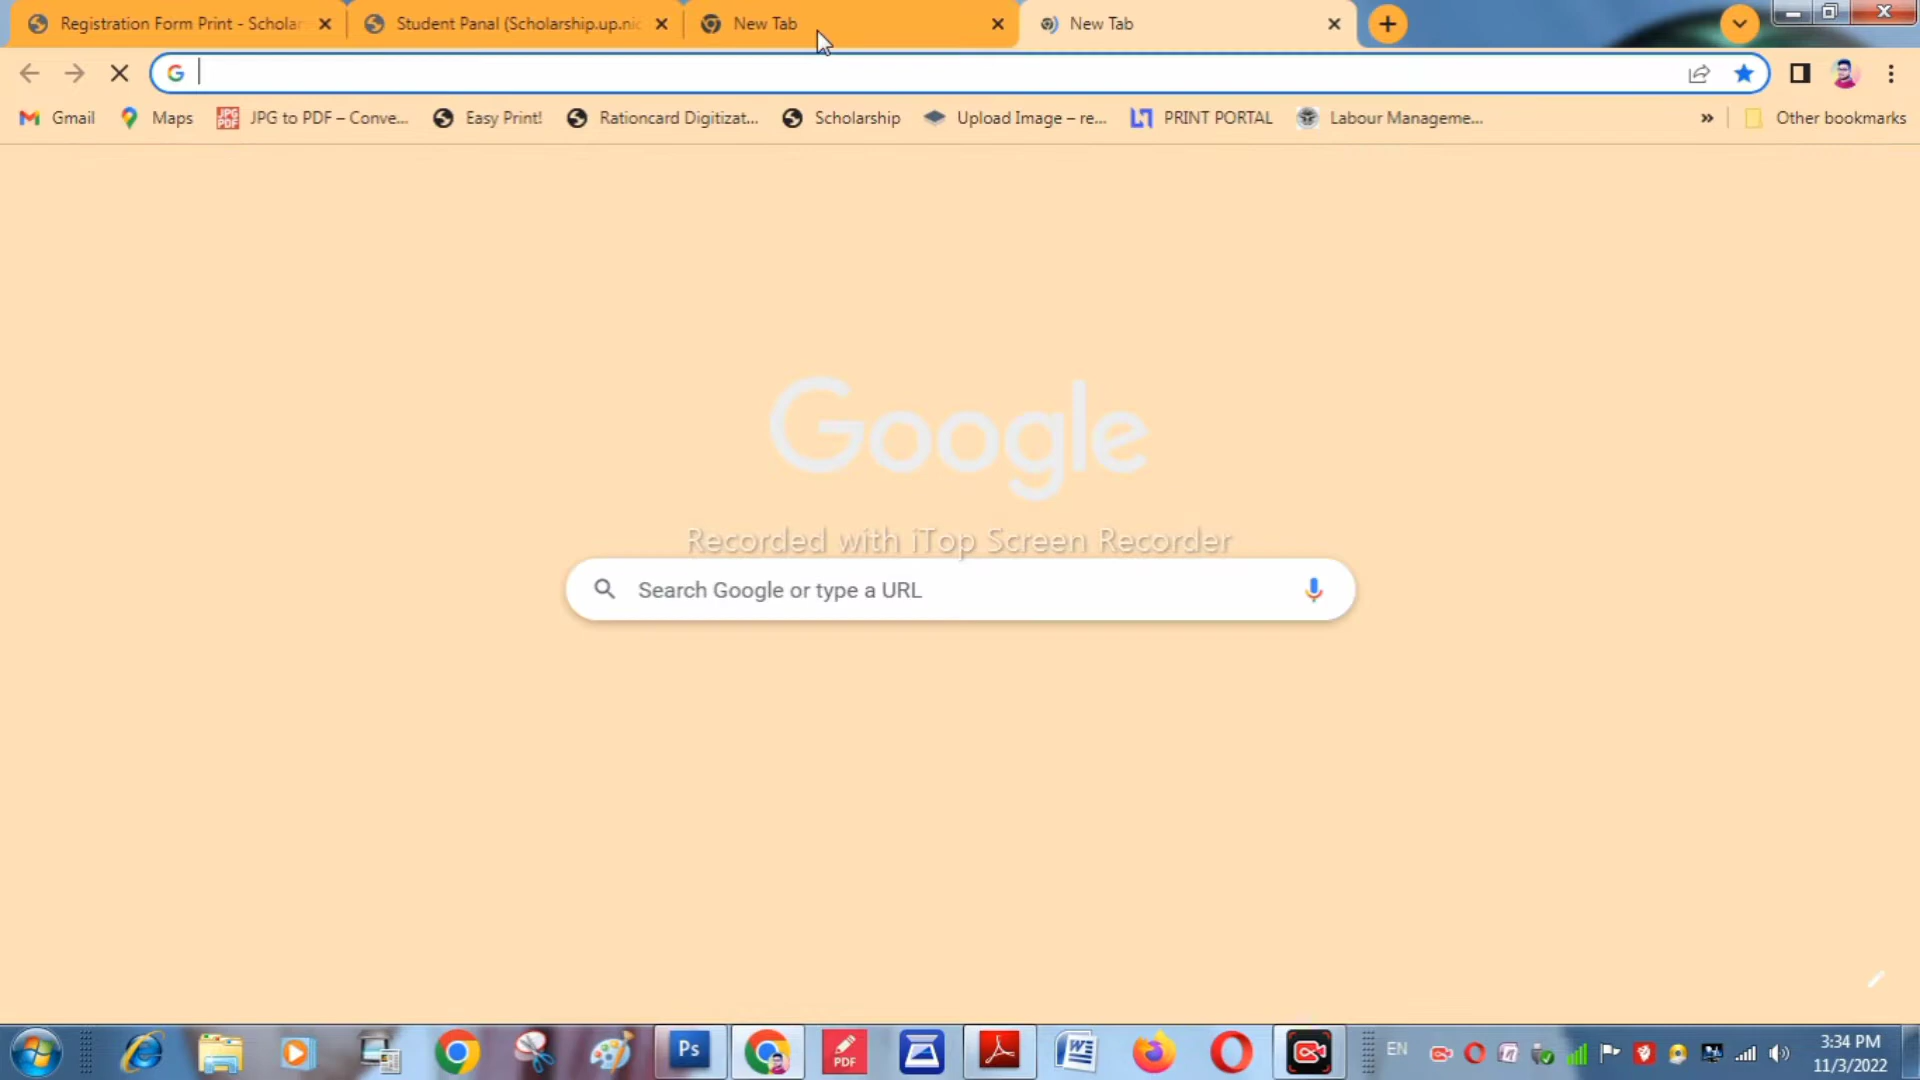 Registration Form Print - Scholar
Student Panal (Scholarship.up.nic
New Tab
New Tab
Gmail
Maps
JPG to PDF – Conve...
Easy Print!
Rationcard Digitizat...
Scholarship
Upload Image – re...
PRINT PORTAL
Labour Manageme...
Other bookmarks
Google
Recorded with iTop Screen Recorder
Search Google or type a URL
Ps
PDF
EN
3:34 PM
11/3/2022